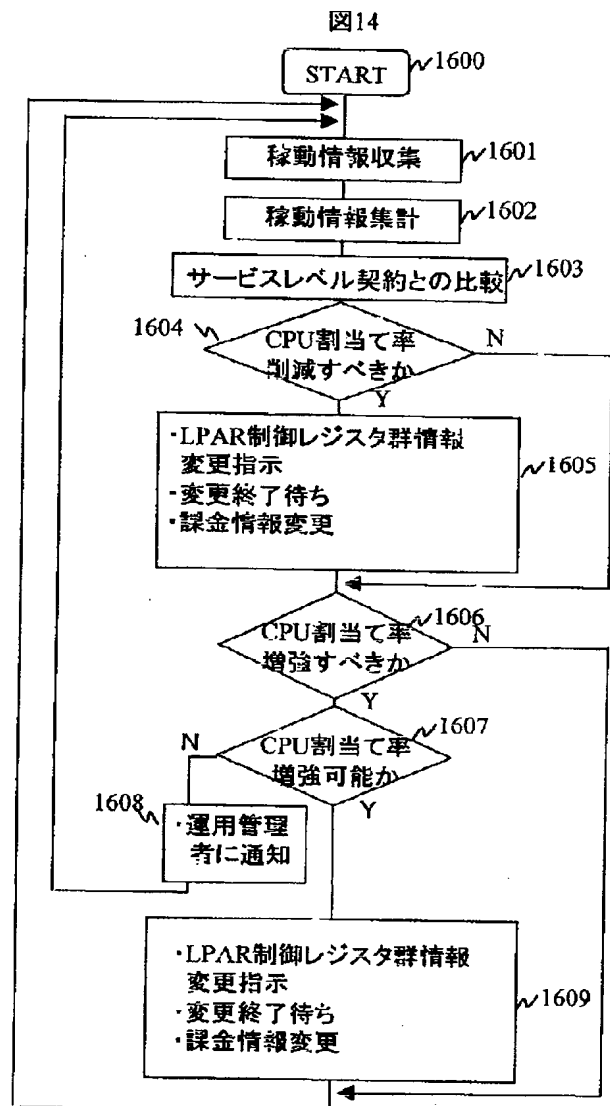 図14
START
1600
稼動情報収集
1601
稼動情報集計
1602
サービスレベル契約との比較
1603
1604
CPU割当て率
削減すべきか
N
Y
・LPAR制御レジスタ群情報
変更指示
・変更終了待ち
・課金情報変更
1605
CPU割当て率
増強すべきか
1606
N
Y
CPU割当て率
増強可能か
1607
N
Y
1608
・運用管理
者に通知
・LPAR制御レジスタ群情報
変更指示
・変更終了待ち
・課金情報変更
1609